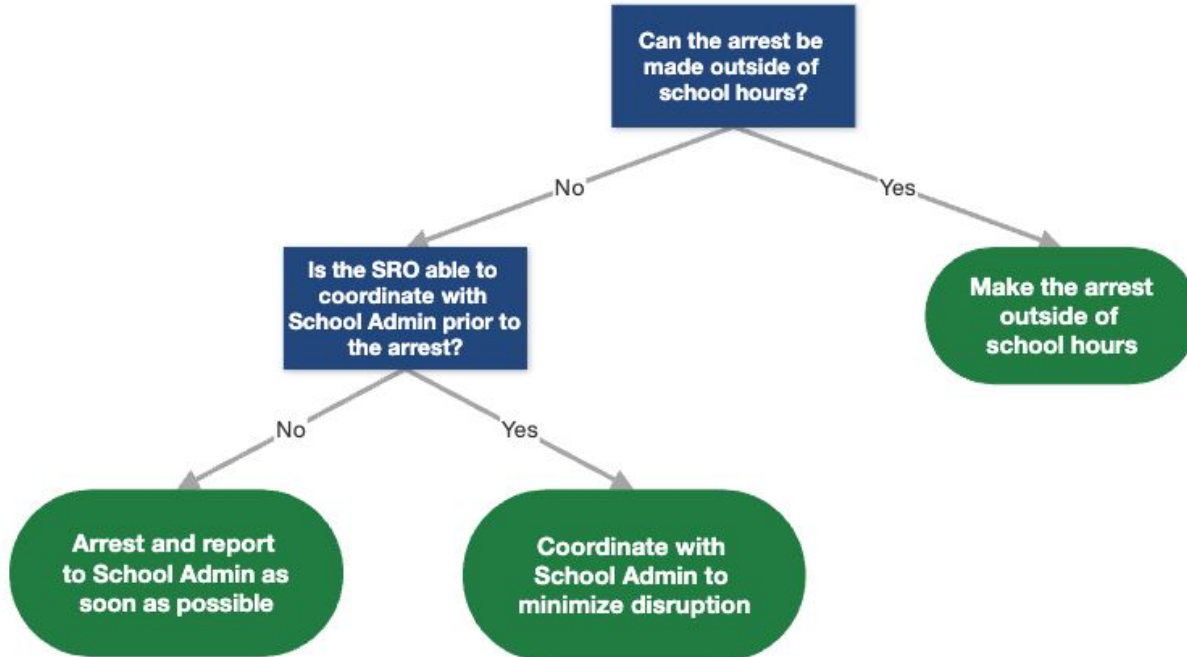 Can the arrest be
made outside of
school hours?
No
Yes
Is the SRO able to
coordinate with
School Admin prior to
the arrest?
Make the arrest
outside of
school hours
No
Yes
Arrest and report
to School Admin as
soon as possible
Coordinate with
School Admin to
minimize disruption